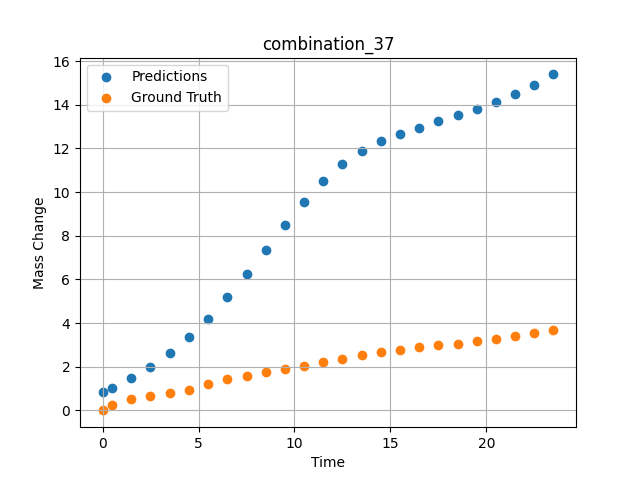 combination_37
Predictions
Ground Truth
Mass Change
16
14
12
10
8
6
4
2
0
0 5 10 15 20
Time